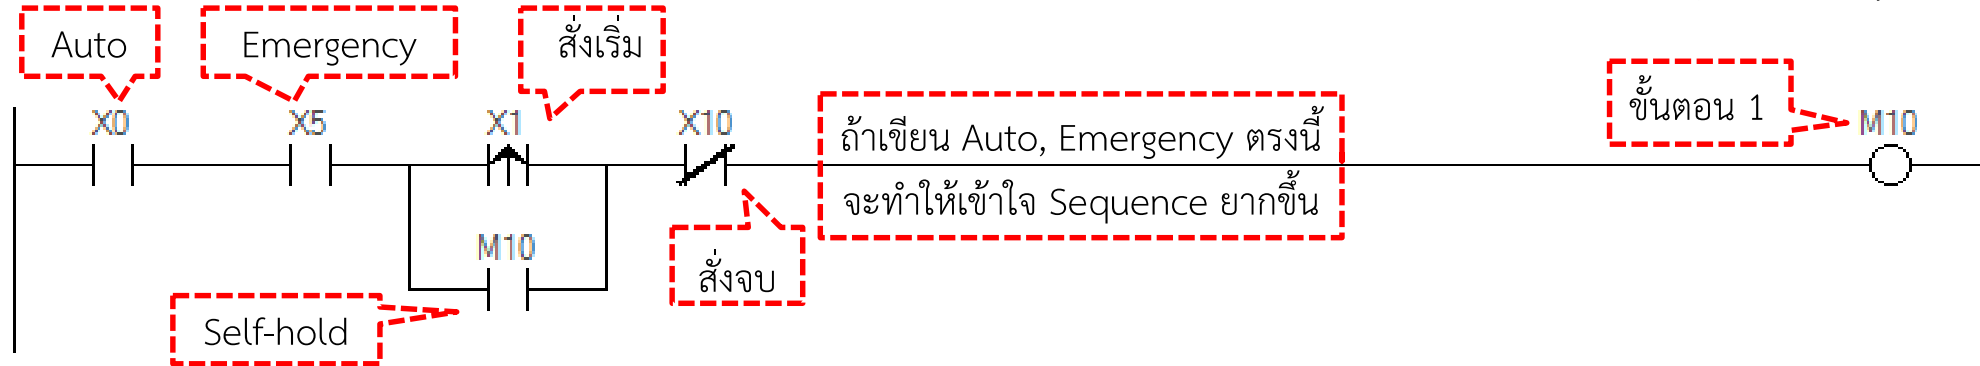 Auto
Emergency
สั่งเริ่ม
X0
X5
X1
X10
ถ้าเขียน Auto, Emergency ตรงนี้
จะทำให้เข้าใจ Sequence ยากขึ้น
ขั้นตอน 1
M10
M10
สั่งจบ
Self-hold